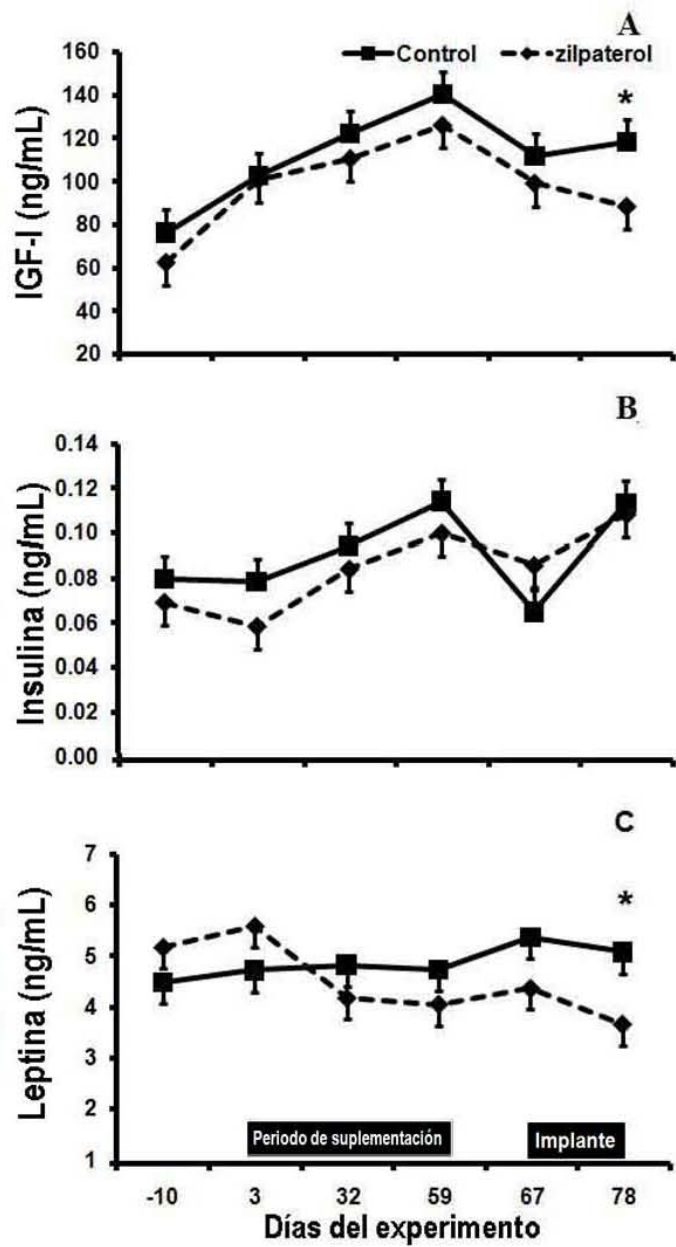 A
Control zilpaterol
IGF-I (ng/mL)
160
140
*
120
100
80
60
40
20
B
Insulina (ng/mL)
0.14
0.12
0.10
0.08
0.06
0.04
0.02
0.00
C
Leptina (ng/mL)
7
6
*
5
4
3
2
Periodo de suplementación Implante
1
-10 3 32 59 67 78
Días del experimento